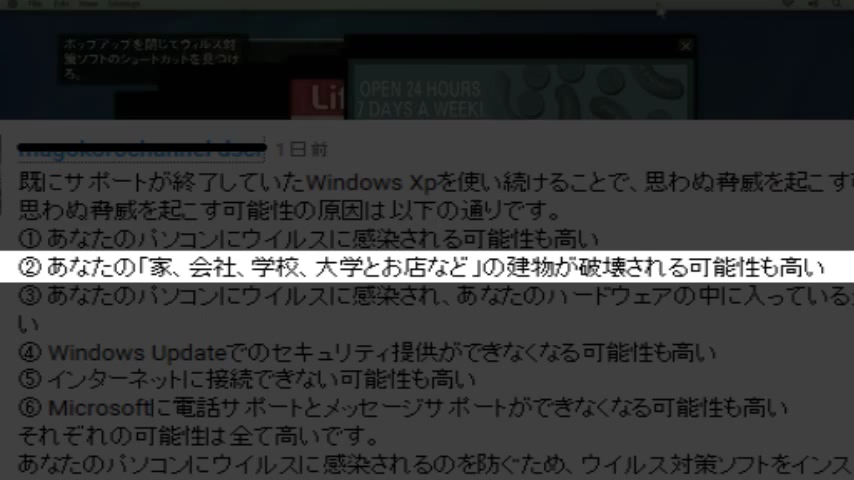 ポップアップを閉じてウィルス対
策ソフトのショートカットを見つけ
ろ。
Lif
OPEN 24 HOURS
7 DAYS A WEEK!
1日前
既にサポートが終了していたWindows Xpを使い続けることで、思わぬ脅威を起こす
思わぬ脅威を起こす可能性の原因は以下の通りです。
①あなたのパソコンにウイルスに感染される可能性も高い
②あなたの「家、会社、学校、大学とお店など」の建物が破壊される可能性も高い
③あなたのパソコンにウイルスに感染され、あなたのハードウェアの中に入っている
い
④Windows Updateでのセキュリティ提供ができなくなる可能性も高い
⑤インターネットに接続できない可能性も高い
⑥Microsoftに電話サポートとメッセージサポートができなくなる可能性も高い
それぞれの可能性は全て高いです。
あなたのパソコンにウイルスに感染されるのを防ぐため、ウイルス対策ソフトをインス